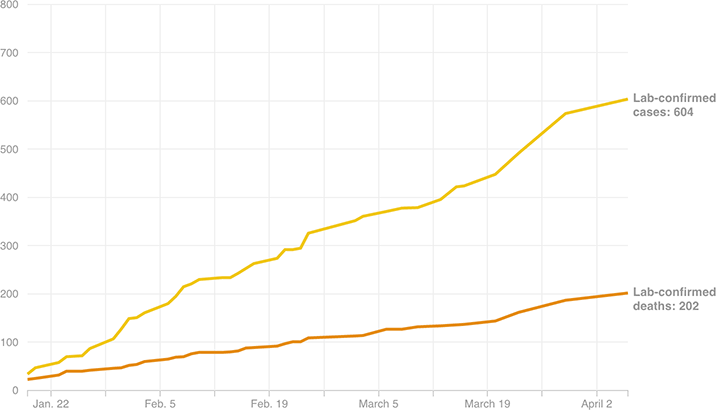 800
700
600
Lab-confirmed
cases: 604
500
400
300
Lab-confirmed
deaths: 202
200
100
0
Jan. 22 Feb. 5 Feb. 19 March 5 March 19 April 2